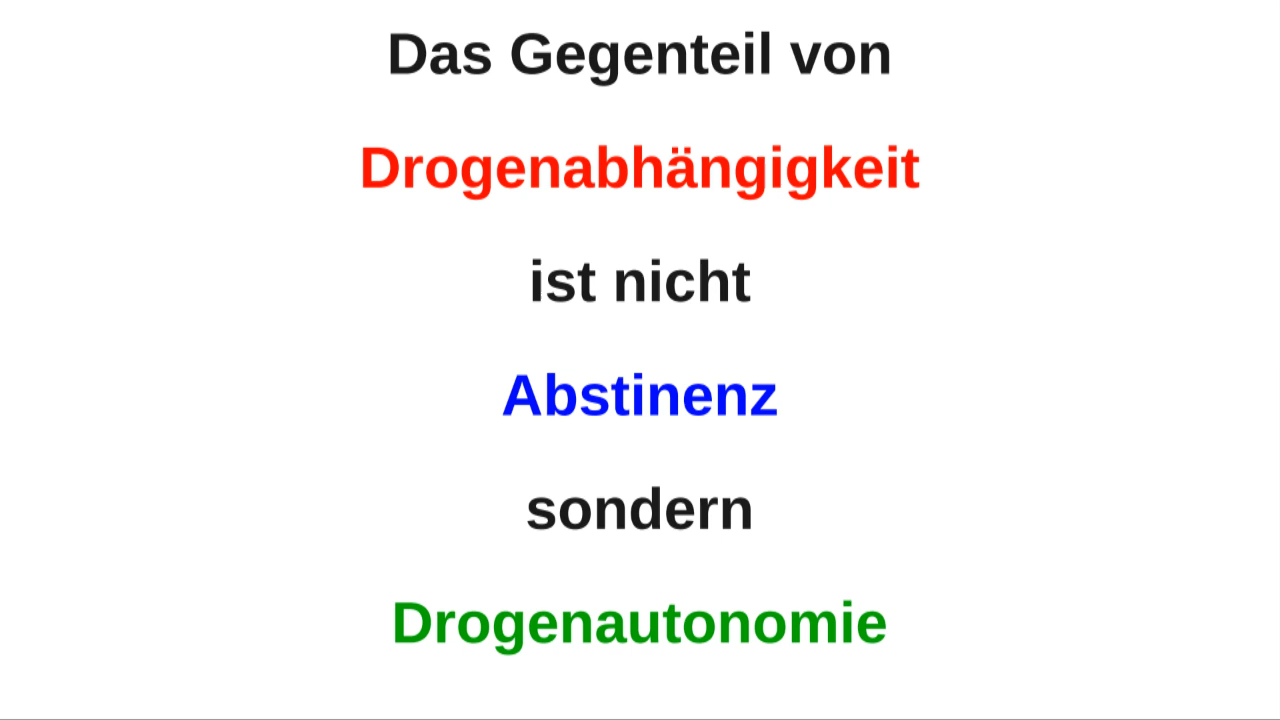 Das Gegenteil von
Drogenabhängigkeit
ist nicht
Abstinenz
sondern
Drogenautonomie